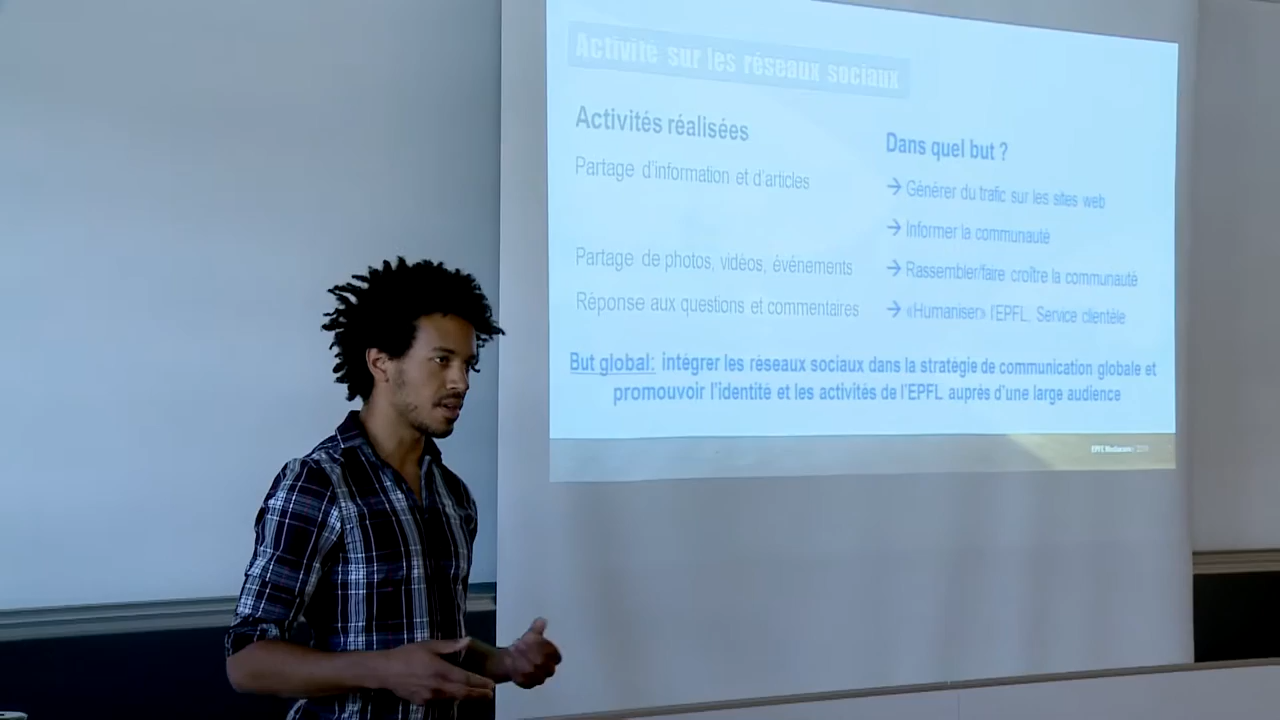 Activité sur les réseaux sociaux
Activités réalisées
Partage d'information et d'articles
Partage de photos, vidéos, événements
Réponse aux questions et commentaires
Dans quel but ?
→ Générer du trafic sur les sites web
→ Informer la communauté
→ Rassembler/faire croître la communauté
→ «Humaniser» l'EPFL, Service clientèle
But global: intégrer les réseaux sociaux dans la stratégie de communication globale et
promouvoir l'identité et les activités de l'EPFL auprès d'une large audience